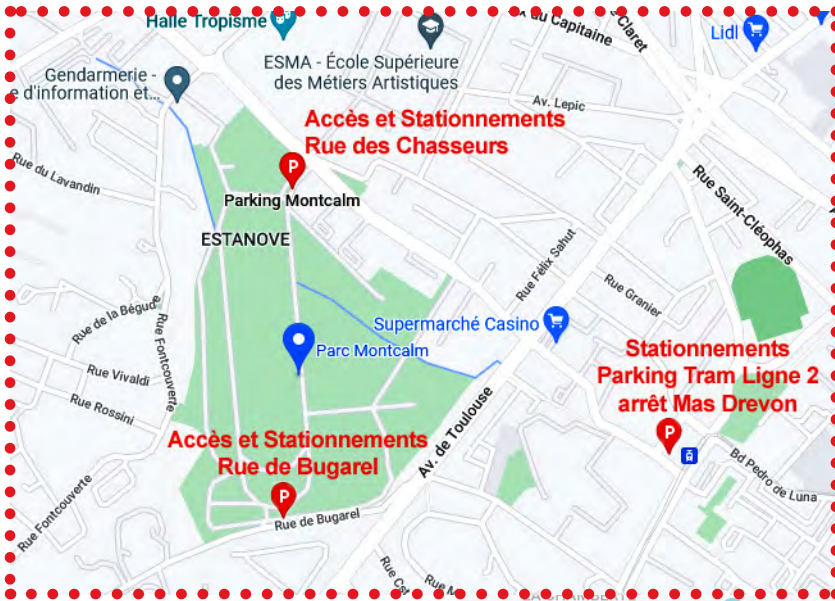 Halle Tropisme
du Capitaine
Claret
Lidl
ESMA - École Supérieure
des Métiers Artistiques
Gendarmerie -
e d'information et...
Av. Lepic
Accès et Stationnements
Rue des Chasseurs
Rue du Lavandin
P
Parking Montcalm
Rue Saint-Cléophas
ESTANOVE
Rue Félix Sahut
Rue Granier
Rue de la Bégude
Rue Fontcouverte
Supermarché Casino
Parc Montcalm
Stationnements
Parking Tram Ligne 2
arrêt Mas Drevon
Rue Vivaldi
Rue Rossini
Av. de Toulouse
P
Accès et Stationnements
Rue de Bugarel
Bd Pedro de Luna
P
Rue de Bugarel
Rue Fontcouverte
Rue
Rue